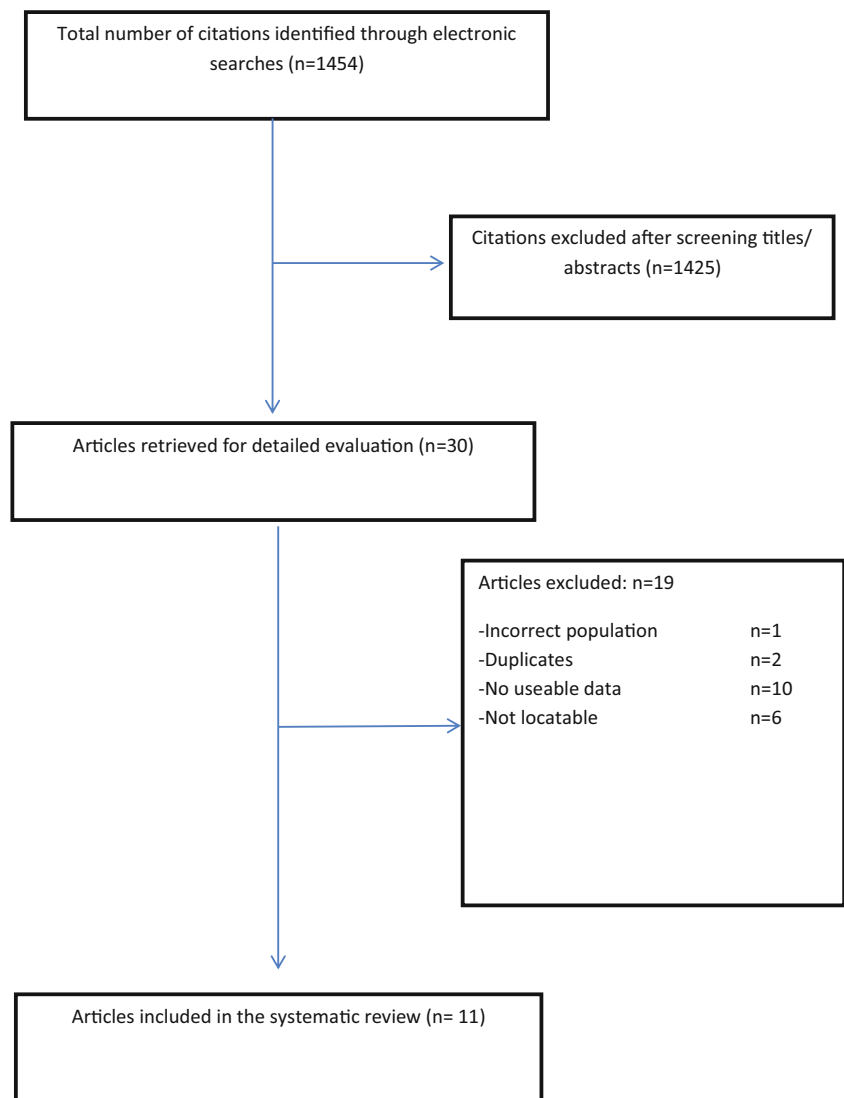 Total number of citations identified through electronic
searches (n=1454)
Citations excluded after screening titles/
abstracts (n=1425)
Articles retrieved for detailed evaluation (n=30)
Articles excluded: n=19
-Incorrect population n=1
-Duplicates n=2
-No useable data n=10
-Not locatable n=6
Articles included in the systematic review (n= 11)